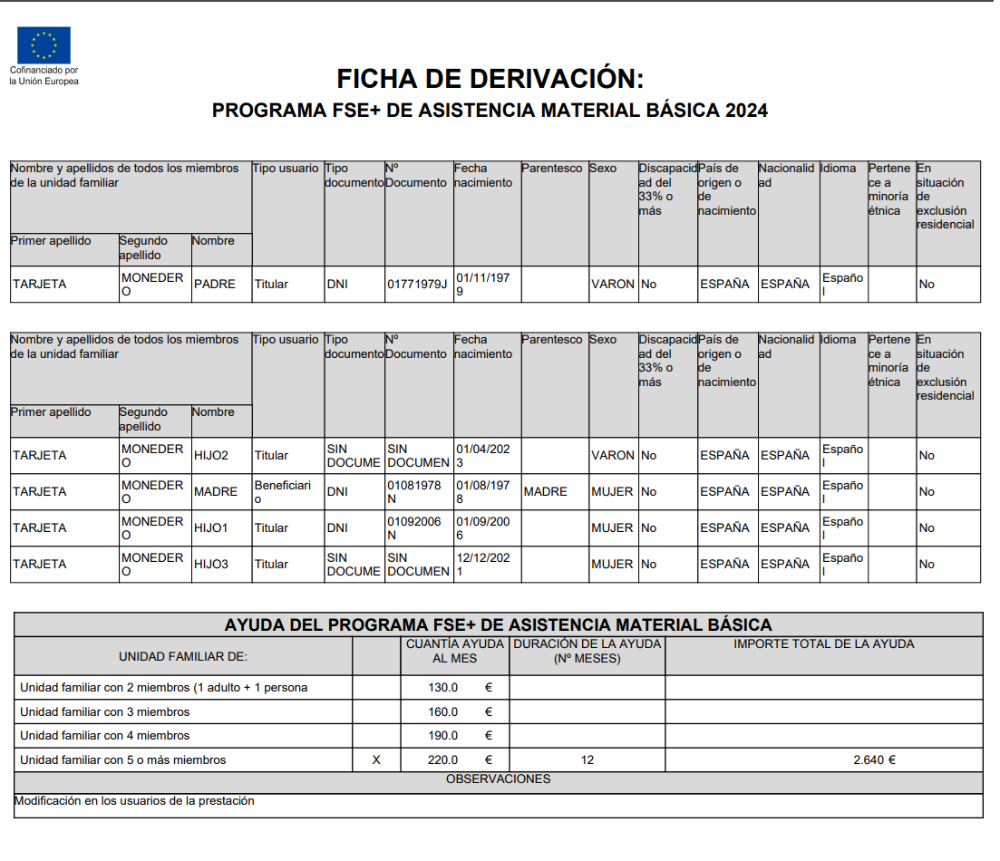 Cofinanciado por
la Unión Europea
FICHA DE DERIVACIÓN:
PROGRAMA FSE+ DE ASISTENCIA MATERIAL BÁSICA 2024
Nombre y apellidos de todos los miembros de la unidad familiar Tipo usuario Tipo documento Nº Documento Fecha nacimiento Parentesco Sexo Discapacidad del 33% o más País de origen o de nacimiento Nacionalidad Idioma Pertenece a minoría étnica En situación de exclusión residencial
Primer apellido Segundo apellido Nombre
TARJETA MONEDERO PADRE Titular DNI 01771979J 01/11/1979 VARON No ESPAÑA ESPAÑA Español No
Nombre y apellidos de todos los miembros de la unidad familiar Tipo usuario Tipo documento Nº Documento Fecha nacimiento Parentesco Sexo Discapacidad del 33% o más País de origen o de nacimiento Nacionalidad Idioma Pertenece a minoría étnica En situación de exclusión residencial
Primer apellido Segundo apellido Nombre
TARJETA MONEDERO HIJO2 Titular SIN DOCUME SIN DOCUMEN 01/04/2023 VARON No ESPAÑA ESPAÑA Español No
TARJETA MONEDERO MADRE Beneficiario DNI 01081978N 01/08/1978 MADRE MUJER No ESPAÑA ESPAÑA Español No
TARJETA MONEDERO HIJO1 Titular DNI 01092006N 01/09/2006 MUJER No ESPAÑA ESPAÑA Español No
TARJETA MONEDERO HIJO3 Titular SIN DOCUME SIN DOCUMEN 12/12/2021 MUJER No ESPAÑA ESPAÑA Español No
AYUDA DEL PROGRAMA FSE+ DE ASISTENCIA MATERIAL BÁSICA
UNIDAD FAMILIAR DE: CUANTÍA AYUDA AL MES DURACIÓN DE LA AYUDA (Nº MESES) IMPORTE TOTAL DE LA AYUDA
Unidad familiar con 2 miembros (1 adulto + 1 persona 130.0 €
Unidad familiar con 3 miembros 160.0 €
Unidad familiar con 4 miembros 190.0 €
Unidad familiar con 5 o más miembros X 220.0 € 12 2.640 €
OBSERVACIONES
Modificación en los usuarios de la prestación